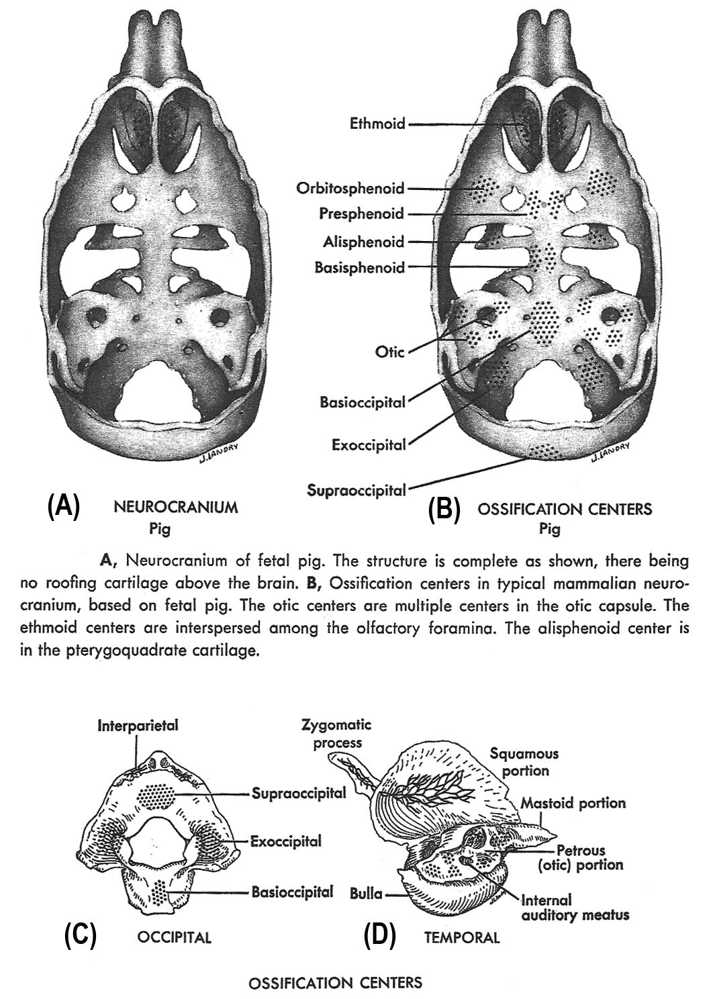 Ethmoid
Orbitosphenoid
Presphenoid
Alisphenoid
Basisphenoid
Otic
Basioccipital
Exoccipital
Supraoccipital
J. LANDRY
J. LANDRY
(A) NEUROCRANIUM
Pig
(B) OSSIFICATION CENTERS
Pig
A, Neurocranium of fetal pig. The structure is complete as shown, there being
no roofing cartilage above the brain. B, Ossification centers in typical mammalian neuro-
cranium, based on fetal pig. The otic centers are multiple centers in the otic capsule. The
ethmoid centers are interspersed among the olfactory foramina. The alisphenoid center is
in the pterygoquadrate cartilage.
Interparietal
Supraoccipital
Exoccipital
Basioccipital
(C) OCCIPITAL
Zygomatic
process
Squamous
portion
Mastoid portion
Petrous
(otic) portion
Bulla
Internal
auditory meatus
(D) TEMPORAL
OSSIFICATION CENTERS